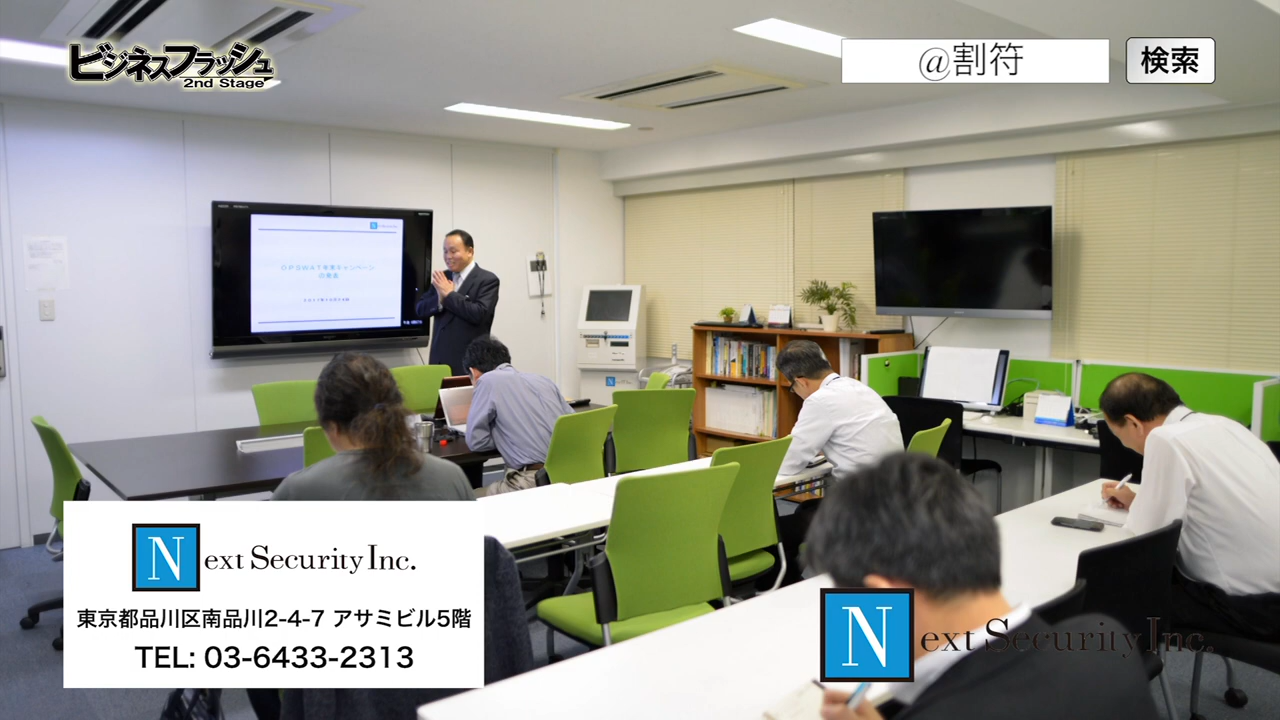 ビジネスフラッシュ
2nd Stage
@割符
検索
Next Security Inc.
東京都品川区南品川2-4-7 アサミビル5階
TEL: 03-6433-2313
Next Security Inc.